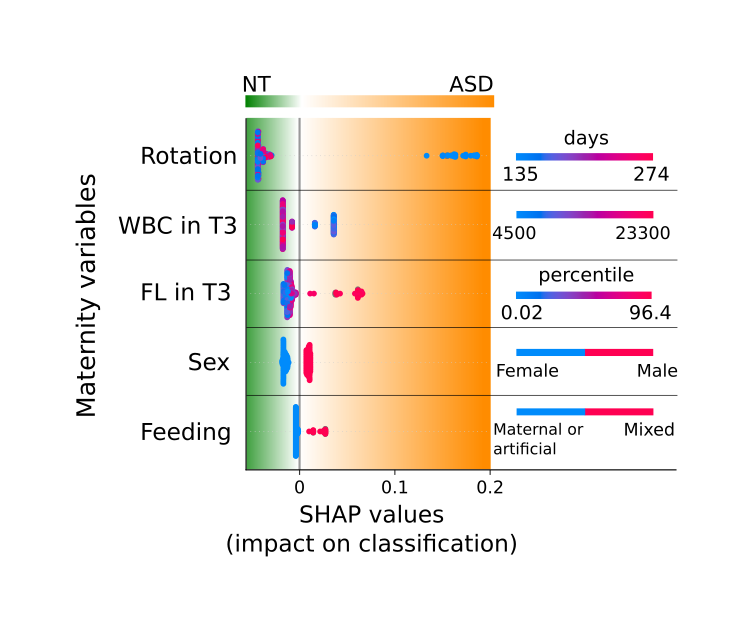 NT ASD
Rotation
days
135 274
WBC in T3
4500 23300
FL in T3
percentile
0.02 96.4
Sex
Female Male
Feeding
Maternal or
artificial
Mixed
Maternity variables
0 0.1 0.2
SHAP values
(impact on classification)